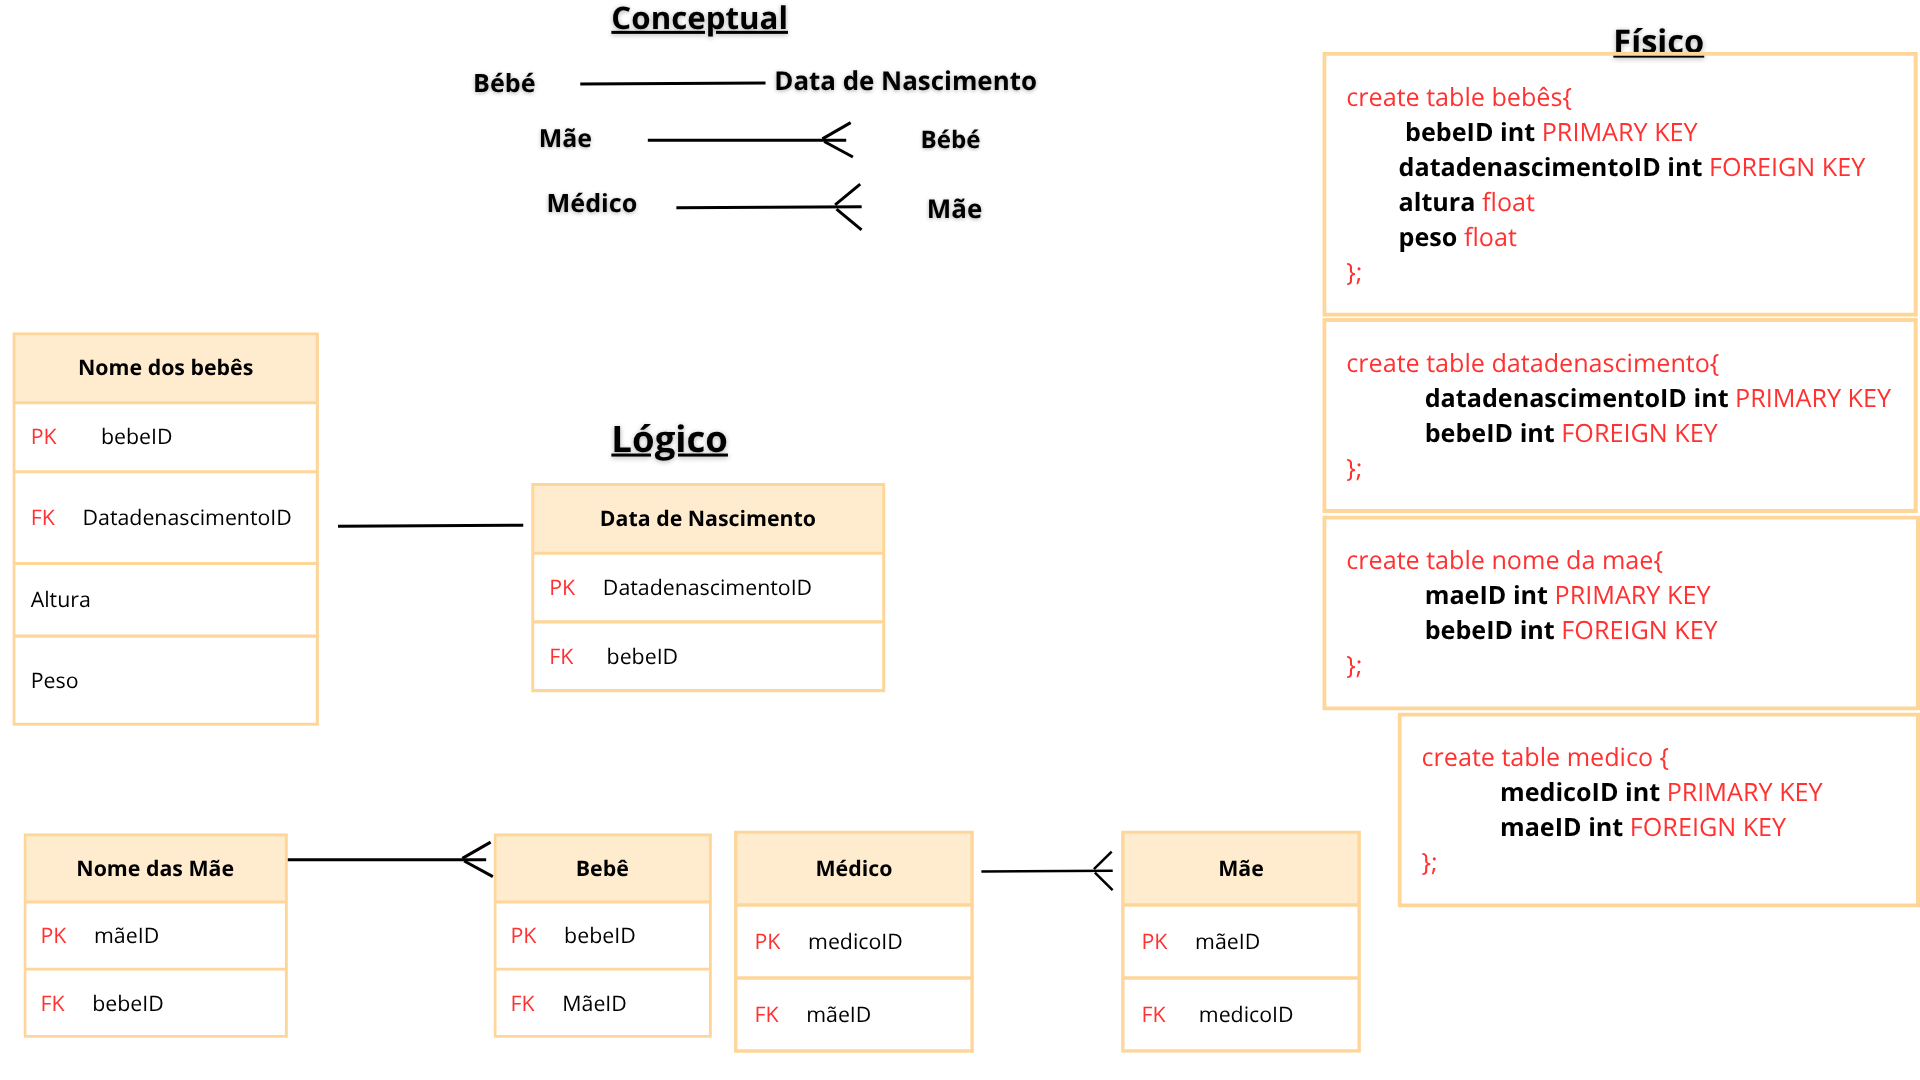 Conceptual
Bébé
Data de Nascimento
Mãe
Bébé
Médico
Mãe
Lógico
Nome dos bebês
PK bebeID
FK DatadenascimentoID
Altura
Peso
Data de Nascimento
PK DatadenascimentoID
FK bebeID
Nome das Mãe
PK mãeID
FK bebeID
Bebê
PK bebeID
FK MãeID
Médico
PK medicoID
FK mãeID
Mãe
PK mãeID
FK medicoID
Físico
create table bebês{
bebeID int PRIMARY KEY
datadenascimentoID int FOREIGN KEY
altura float
peso float
};
create table datadenascimento{
datadenascimentoID int PRIMARY KEY
bebeID int FOREIGN KEY
};
create table nome da mae{
maeID int PRIMARY KEY
bebeID int FOREIGN KEY
};
create table medico {
medicoID int PRIMARY KEY
maeID int FOREIGN KEY
};